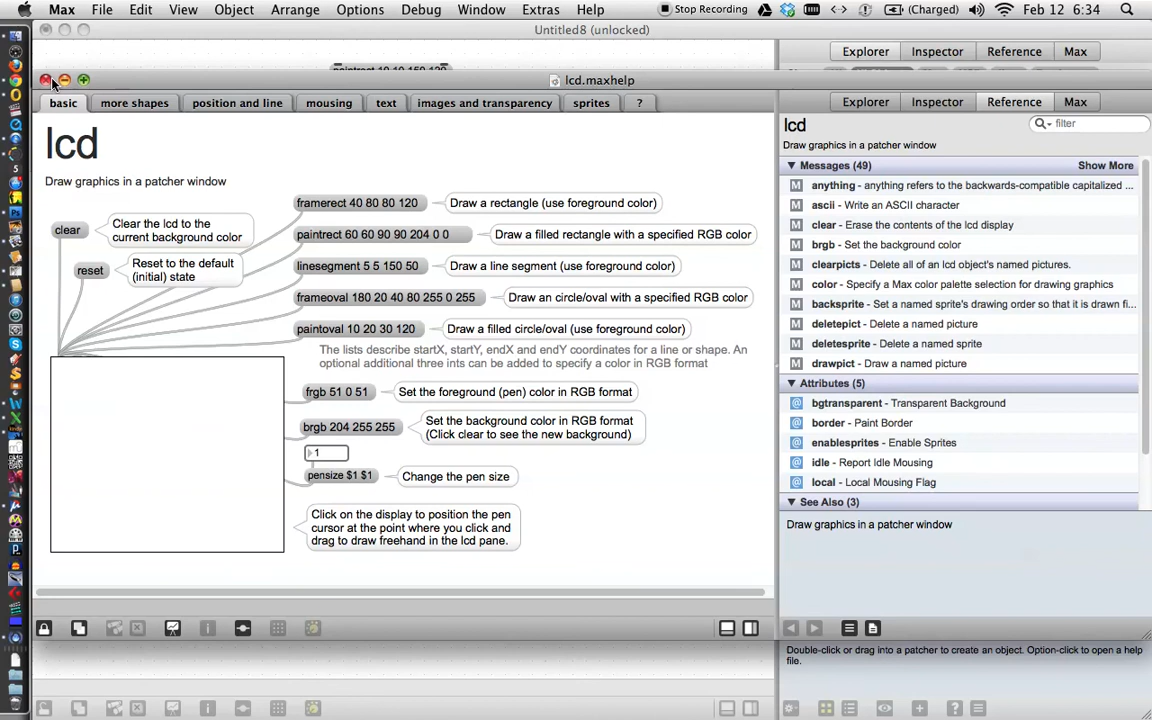 Max File Edit View Object Arrange Options Debug Window Extras Help Stop Recording (Charged) Feb 12 6:34
Untitled8 (unlocked)
Explorer Inspector Reference Max
lcd.maxhelp
basic more shapes position and line mousing text images and transparency sprites ?
Explorer Inspector Reference Max
lcd
Draw graphics in a patcher window
clear
Clear the lcd to the
current background color
reset
Reset to the default
(initial) state
framerect 40 80 80 120 Draw a rectangle (use foreground color)
paintrect 60 60 90 90 204 0 0 Draw a filled rectangle with a specified RGB color
linesegment 5 5 150 50 Draw a line segment (use foreground color)
frameoval 180 20 40 80 255 0 255 Draw an circle/oval with a specified RGB color
paintoval 10 20 30 120 Draw a filled circle/oval (use foreground color)
The lists describe startX, startY, endX and endY coordinates for a line or shape. An
optional additional three ints can be added to specify a color in RGB format
frgb 51 0 51 Set the foreground (pen) color in RGB format
brgb 204 255 255 Set the background color in RGB format
(Click clear to see the new background)
1
pensize $1 $1 Change the pen size
Click on the display to position the pen
cursor at the point where you click and
drag to draw freehand in the lcd pane.
lcd
filter
Draw graphics in a patcher window
Messages (49) Show More
M anything - anything refers to the backwards-compatible capitalized ...
M ascii - Write an ASCII character
M clear - Erase the contents of the lcd display
M brgb - Set the background color
M clearpicts - Delete all of an lcd object's named pictures.
M color - Specify a Max color palette selection for drawing graphics
M backsprite - Set a named sprite's drawing order so that it is drawn fi...
M deletepict - Delete a named picture
M deletesprite - Delete a named sprite
M drawpict - Draw a named picture
Attributes (5)
@ bgtransparent - Transparent Background
@ border - Paint Border
@ enablesprites - Enable Sprites
@ idle - Report Idle Mousing
@ local - Local Mousing Flag
See Also (3)
Draw graphics in a patcher window
Double-click or drag into a patcher to create an object. Option-click to open a help
file.